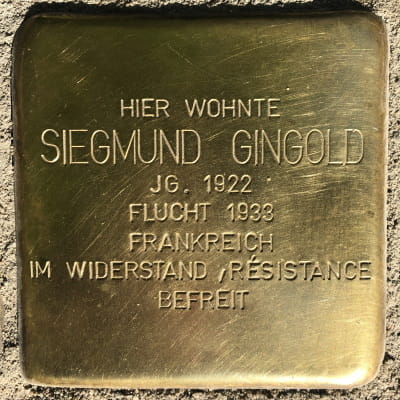 HIER WOHNTE
SIEGMUND GINGOLD
JG. 1922
FLUCHT 1933
FRANKREICH
IM WIDERSTAND ,RÉSISTANCE
BEFREIT